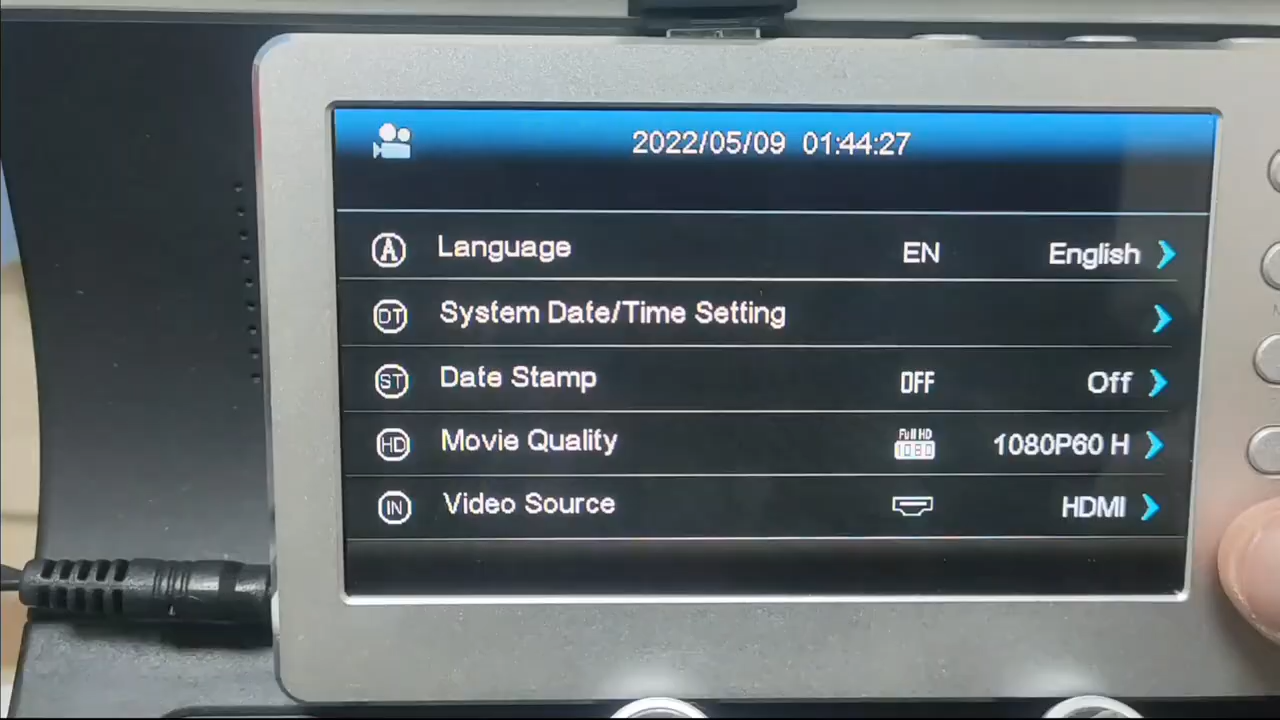 2022/05/09 01:44:27
A Language EN English
DT System Date/Time Setting
ST Date Stamp OFF Off
HD Movie Quality Full HD 1080 1080P60 H
IN Video Source HDMI